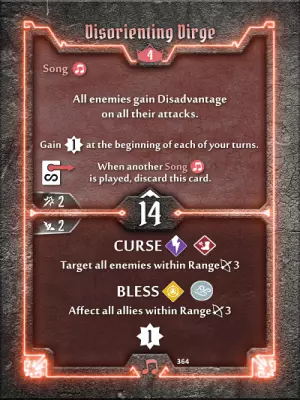 Disorienting Dirge
4
Song
All enemies gain Disadvantage
on all their attacks.
Gain 1 at the beginning of each of your turns.
When another Song
is played, discard this card.
2
14
2
CURSE
Target all enemies within Range 3
BLESS
Affect all allies within Range 3
1
364